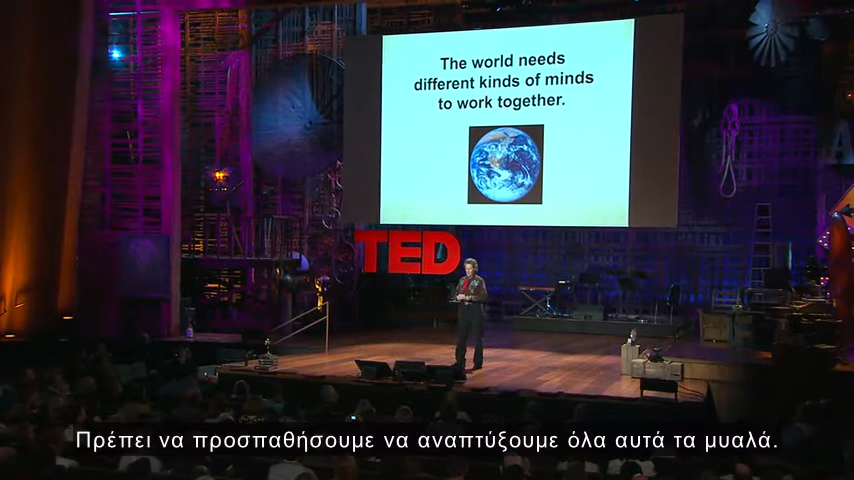 The world needs
different kinds of minds
to work together.
TED
Πρέπει να προσπαθήσουμε να αναπτύξουμε όλα αυτά τα μυαλά.